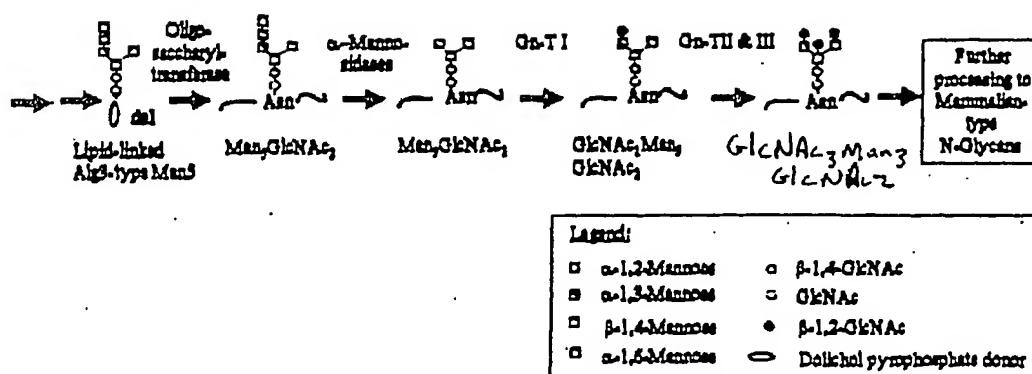 Oligo-
saccharyl-
transferase
α-Manno-
sidases
Gn-T I
Gn-TII & III
Further
processing to
Mammalian-
type
N-Glycans
Asn
Asn
Asn
Asn
Lipid-linked
Alg3-type Man5
Man5GlcNAc2
Man3GlcNAc2
GlcNAc1Man3
GlcNAc2
GlcNAc3Man3
GlcNAc2
Legend:
α-1,2-Mannose
β-1,4-GlcNAc
α-1,3-Mannose
GlcNAc
β-1,4-Mannose
β-1,2-GlcNAc
α-1,6-Mannose
Dolichol pyrophosphate donor